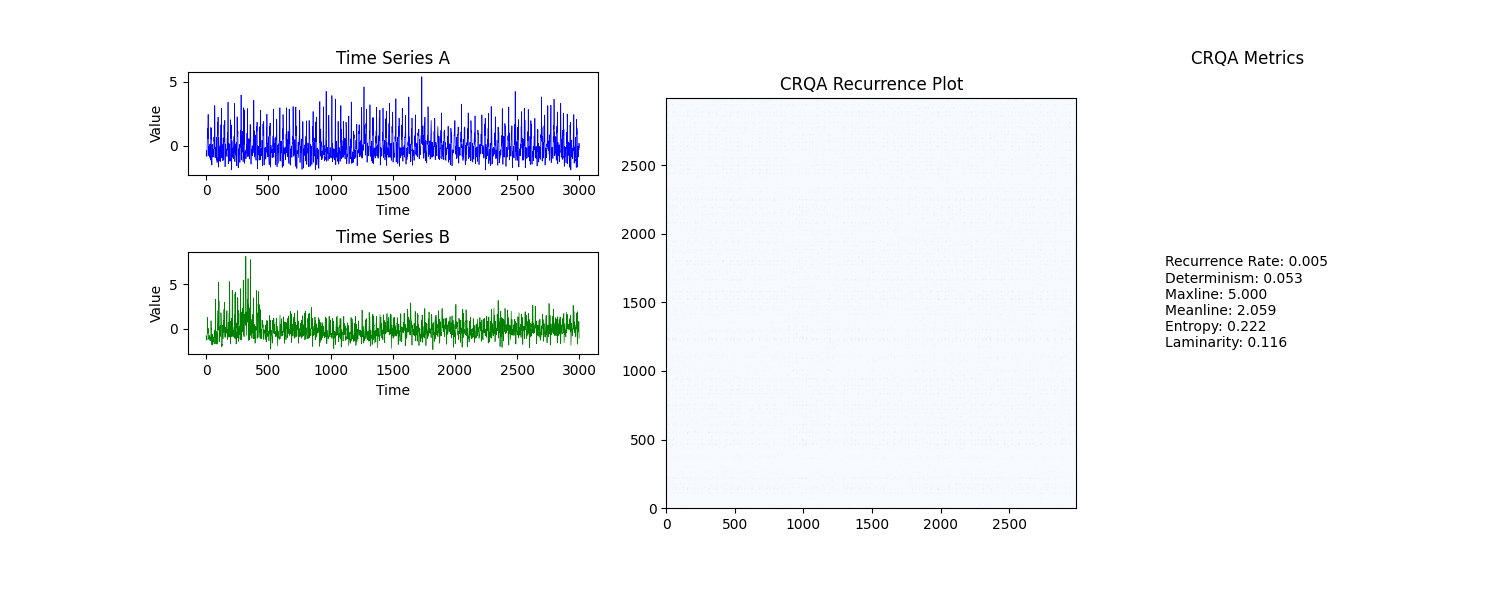 Time Series A
5
0
Value
0 500 1000 1500 2000 2500 3000
Time
Time Series B
5
0
Value
0 500 1000 1500 2000 2500 3000
Time
CRQA Recurrence Plot
2500
2000
1500
1000
500
0
0 500 1000 1500 2000 2500
CRQA Metrics
Recurrence Rate: 0.005
Determinism: 0.053
Maxline: 5.000
Meanline: 2.059
Entropy: 0.222
Laminarity: 0.116